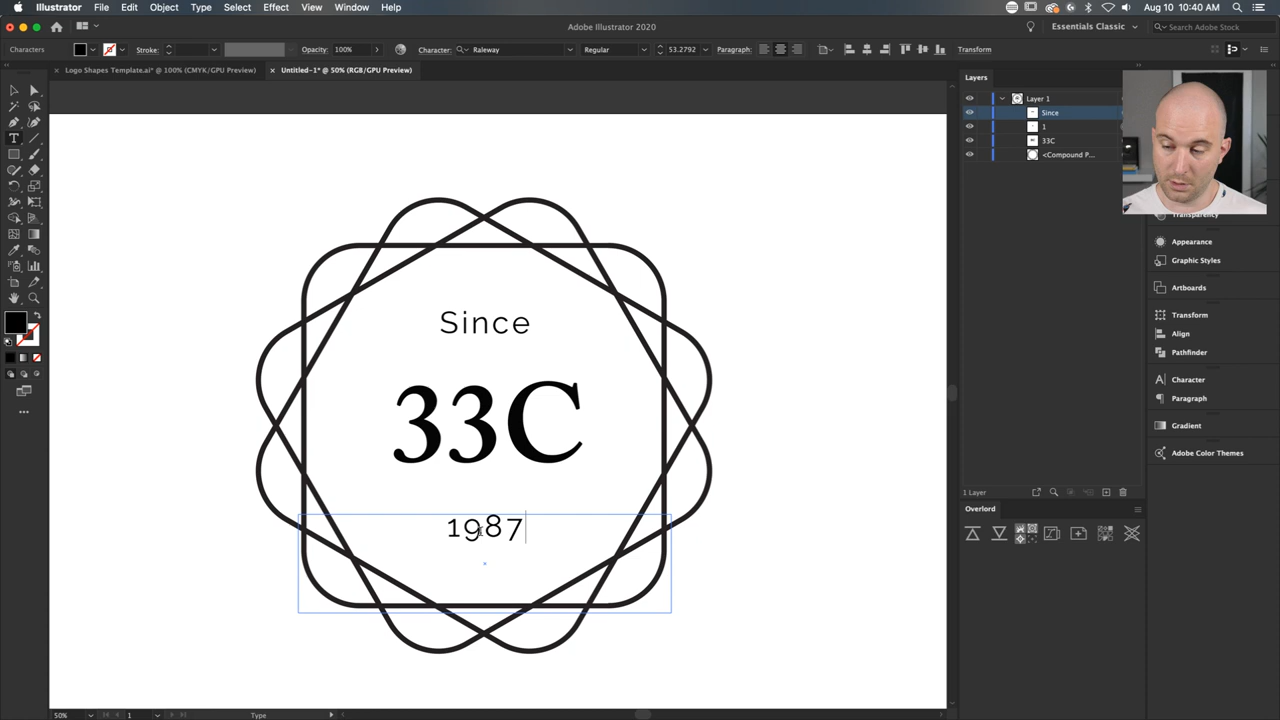 Illustrator File Edit Object Type Select Effect View Window Help Aug 10 10:40 AM
Adobe Illustrator 2020 Essentials Classic Search Adobe Stock
Characters Stroke: Opacity: 100% Character: Raleway Regular 53.2792 Paragraph: Transform
× Logo Shapes Template.ai* @ 100% (CMYK/GPU Preview) × Untitled-1* @ 50% (RGB/GPU Preview)
Layers
Layer 1
Since
1
33C
<Compound P...
Transparency
Appearance
Graphic Styles
Artboards
Transform
Align
Pathfinder
Character
Paragraph
Gradient
Adobe Color Themes
1 Layer
Overlord
Since
33C
1987
50% 1 Type